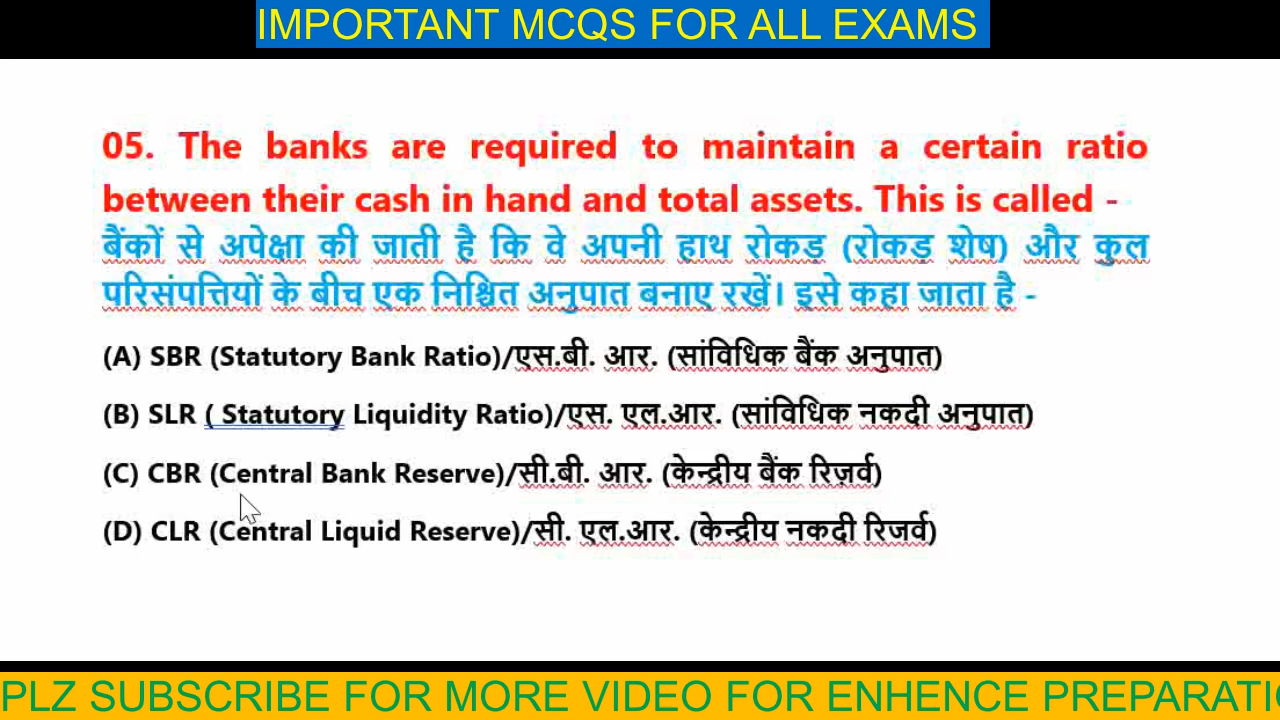 IMPORTANT MCQS FOR ALL EXAMS
05. The banks are required to maintain a certain ratio
between their cash in hand and total assets. This is called -
बैंकों से अपेक्षा की जाती है कि वे अपनी हाथ रोकड़ (रोकड़ शेष) और कुल
परिसंपत्तियों के बीच एक निश्चित अनुपात बनाए रखें। इसे कहा जाता है -
(A) SBR (Statutory Bank Ratio)/एस.बी. आर. (सांविधिक बैंक अनुपात)
(B) SLR ( Statutory Liquidity Ratio)/एस. एल.आर. (सांविधिक नकदी अनुपात)
(C) CBR (Central Bank Reserve)/सी.बी. आर. (केन्द्रीय बैंक रिज़र्व)
(D) CLR (Central Liquid Reserve)/सी. एल.आर. (केन्द्रीय नकदी रिजर्व)
PLZ SUBSCRIBE FOR MORE VIDEO FOR ENHENCE PREPARATI